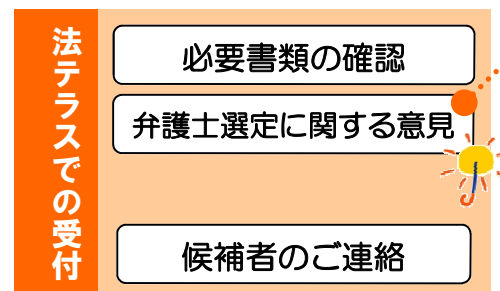 法テラスでの受付
必要書類の確認
弁護士選定に関する意見
候補者のご連絡